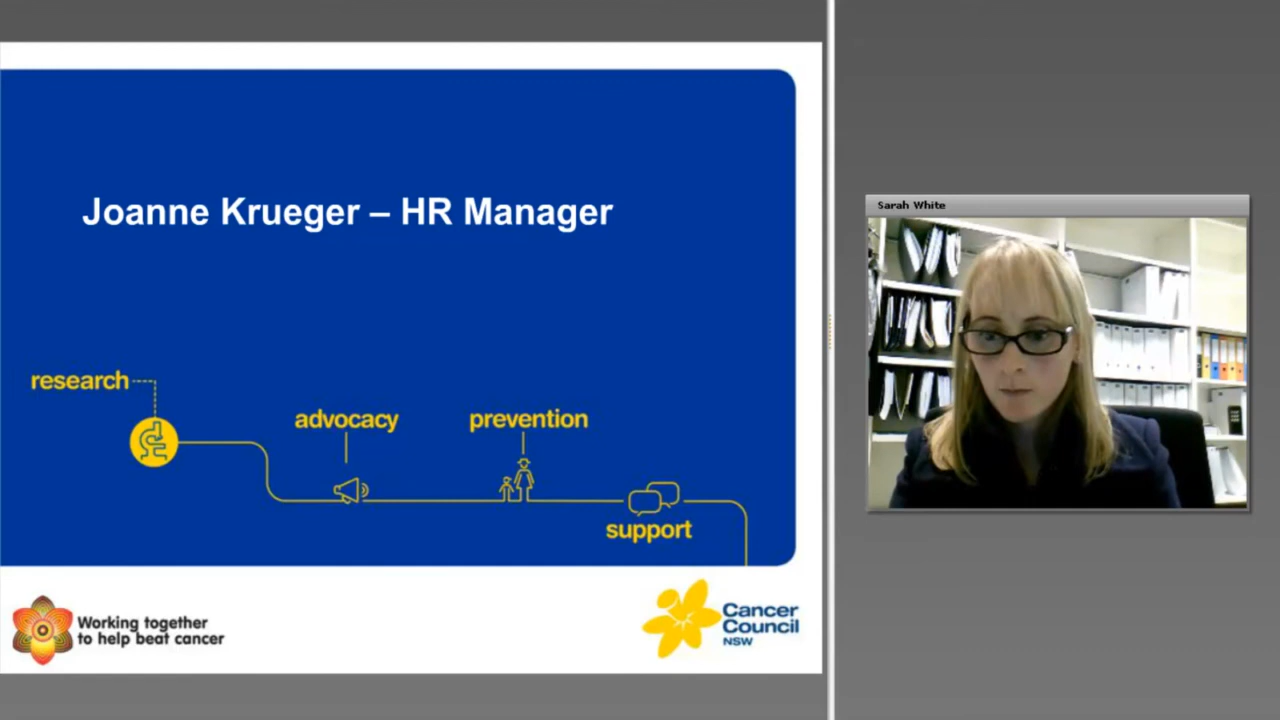 Joanne Krueger – HR Manager
research
advocacy
prevention
support
Working together
to help beat cancer
Cancer
Council
NSW
Sarah White